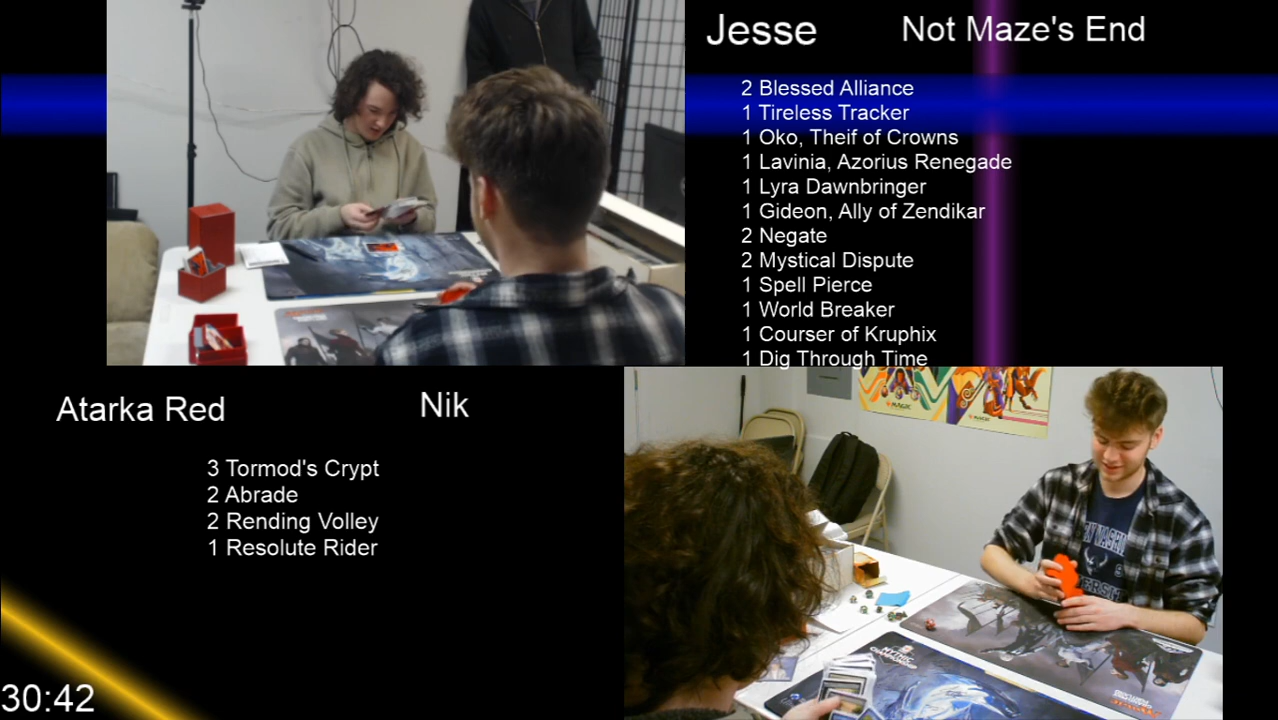 Jesse
Not Maze's End
2 Blessed Alliance
1 Tireless Tracker
1 Oko, Theif of Crowns
1 Lavinia, Azorius Renegade
1 Lyra Dawnbringer
1 Gideon, Ally of Zendikar
2 Negate
2 Mystical Dispute
1 Spell Pierce
1 World Breaker
1 Courser of Kruphix
1 Dig Through Time
Atarka Red
Nik
3 Tormod's Crypt
2 Abrade
2 Rending Volley
1 Resolute Rider
30:42
MYTHIC